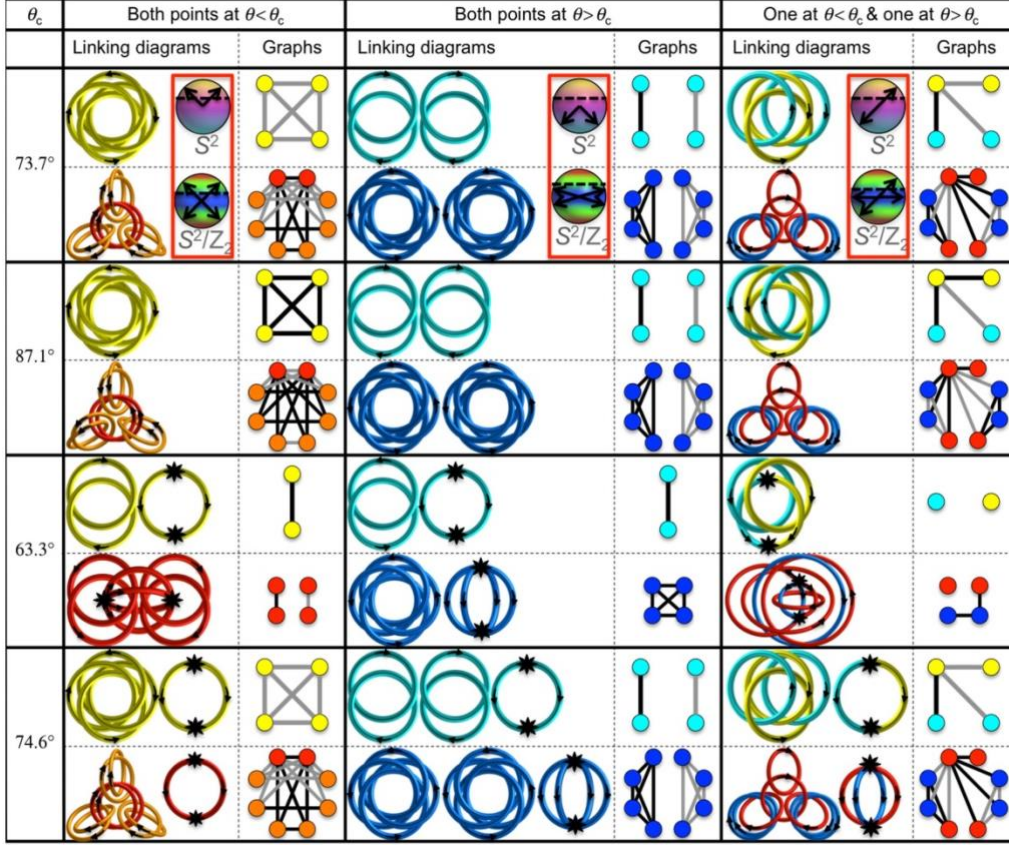 θc Both points at θ<θc Both points at θ>θc One at θ<θc & one at θ>θc
Linking diagrams Graphs Linking diagrams Graphs Linking diagrams Graphs
S² S² S²
73.7°
S²/Z₂ S²/Z₂ S²/Z₂
87.1°
63.3°
74.6°